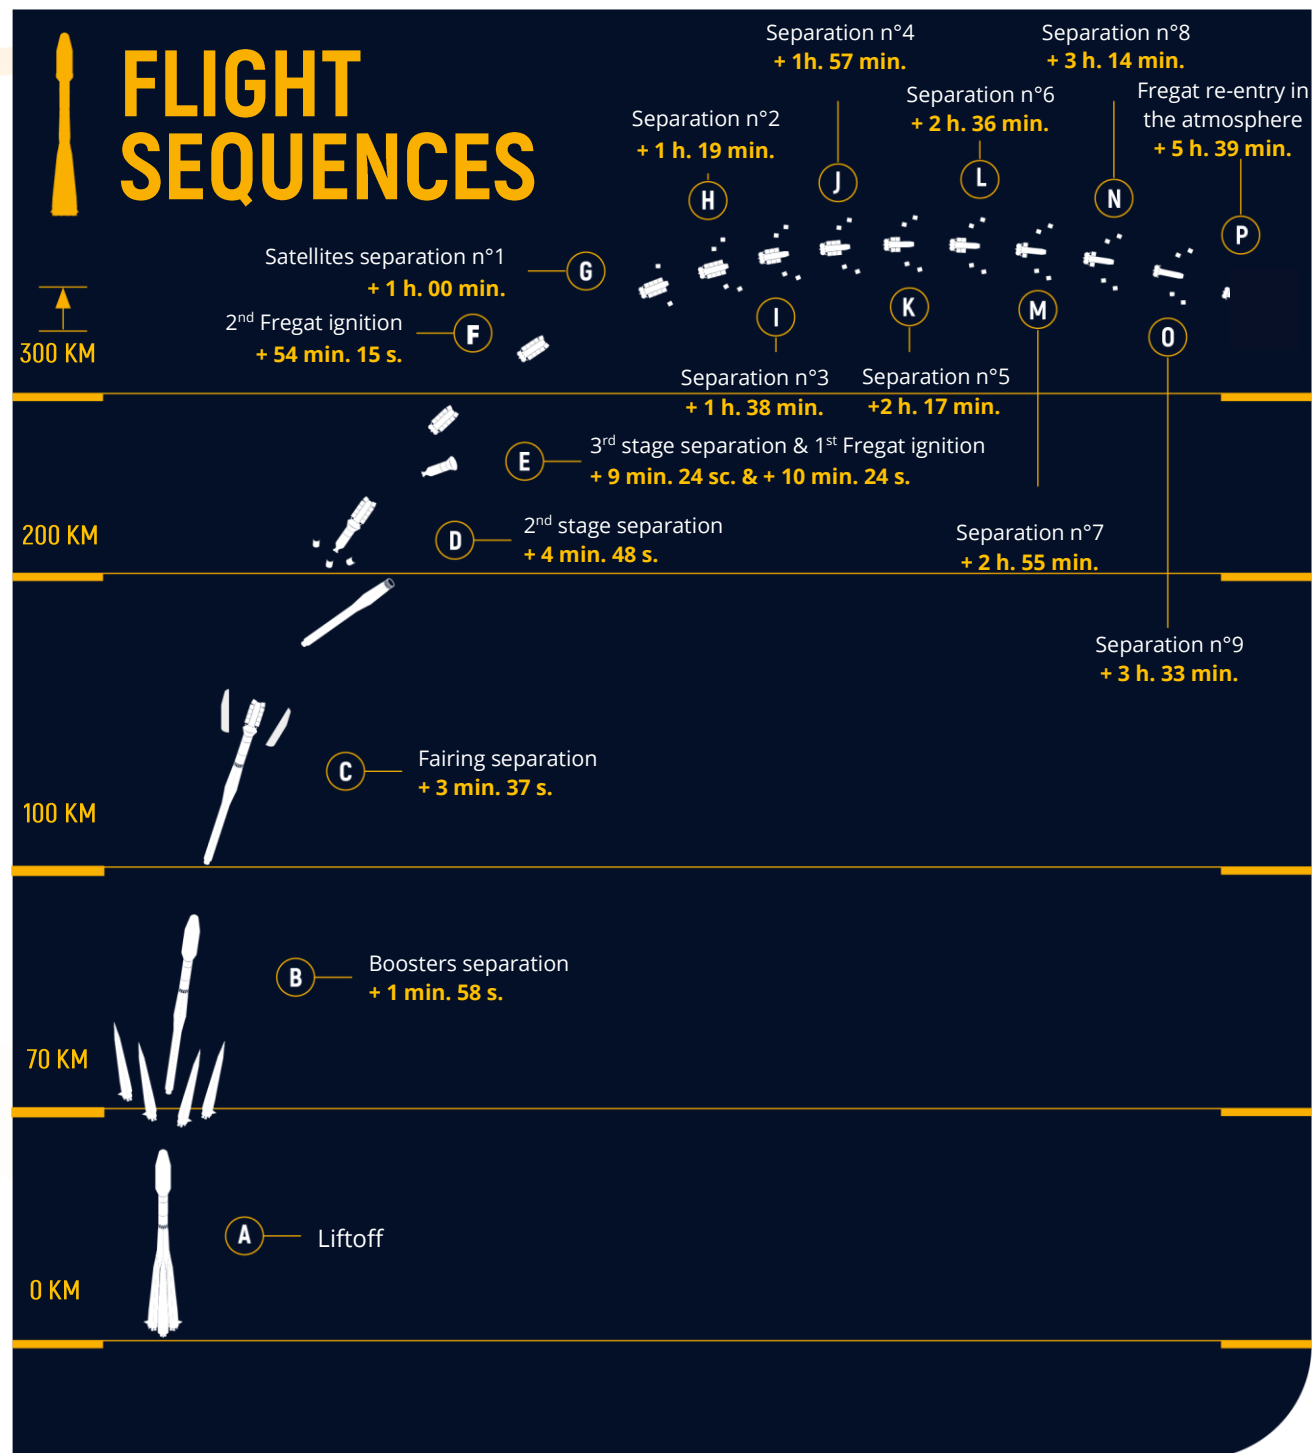 FLIGHT
SEQUENCES
Separation n°4
+ 1h. 57 min.
Separation n°8
+ 3 h. 14 min.
Separation n°6
+ 2 h. 36 min.
Fregat re-entry in
the atmosphere
+ 5 h. 39 min.
Separation n°2
+ 1 h. 19 min.
H
J
L
N
P
Satellites separation n°1
+ 1 h. 00 min.
G
2nd Fregat ignition
+ 54 min. 15 s.
F
300 KM
I
K
M
O
Separation n°3
+ 1 h. 38 min.
Separation n°5
+2 h. 17 min.
E
3rd stage separation & 1st Fregat ignition
+ 9 min. 24 sc. & + 10 min. 24 s.
200 KM
D
2nd stage separation
+ 4 min. 48 s.
Separation n°7
+ 2 h. 55 min.
Separation n°9
+ 3 h. 33 min.
C
Fairing separation
+ 3 min. 37 s.
100 KM
B
Boosters separation
+ 1 min. 58 s.
70 KM
A
Liftoff
0 KM